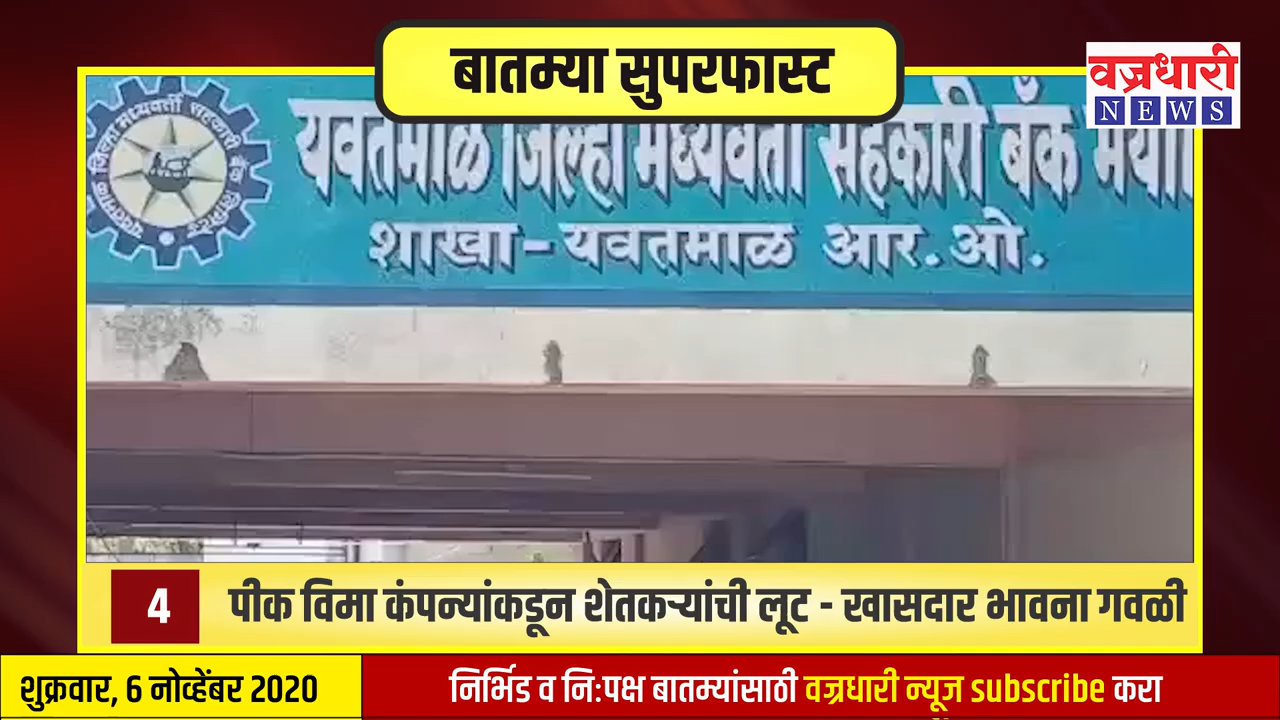 बातम्या सुपरफास्ट
वज्रधारी
NEWS
यवतमाळ जिल्हा मध्यवर्ती सहकारी बँक
शाखा-यवतमाळ आर.ओ.
4 पीक विमा कंपन्यांकडून शेतकऱ्यांची लूट - खासदार भावना गवळी
शुक्रवार, 6 नोव्हेंबर 2020
निर्भिड व नि:पक्ष बातम्यांसाठी वज्रधारी न्यूज subscribe करा